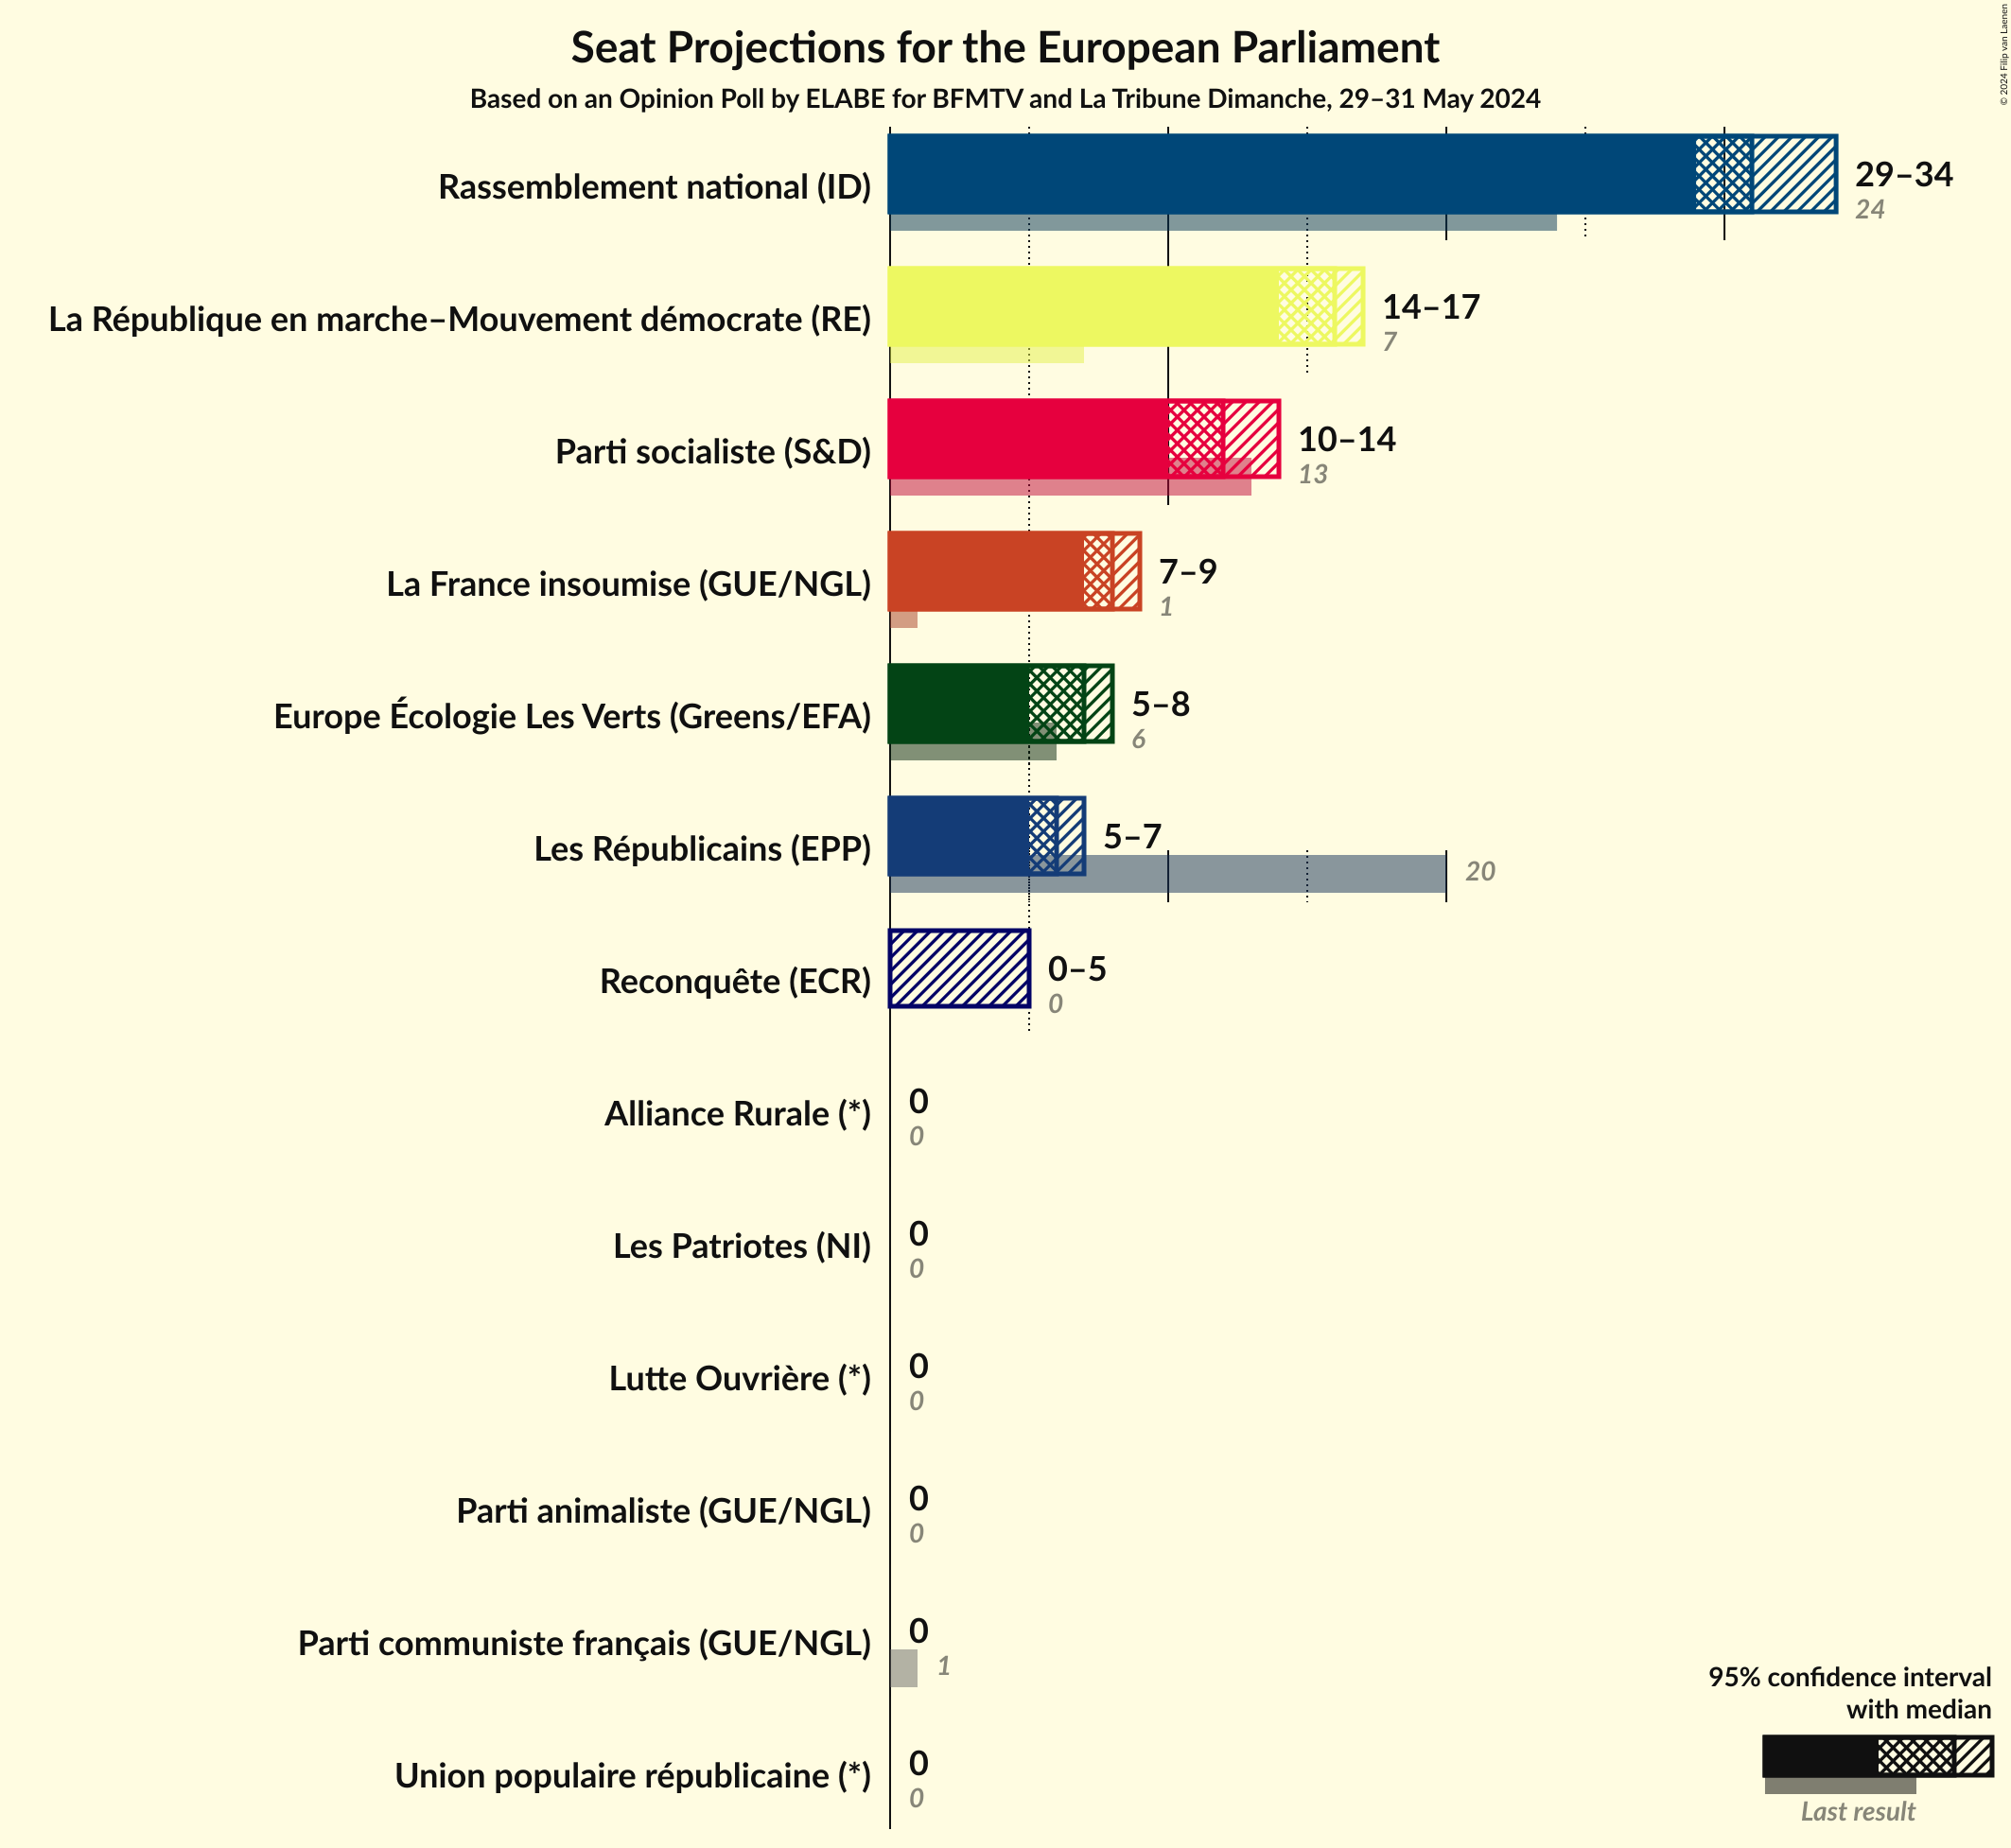 Seat Projections for the European Parliament
Based on an Opinion Poll by ELABE for BFMTV and La Tribune Dimanche, 29–31 May 2024
© 2024 Filip van Laenen
Rassemblement national (ID)
29–34
24
La République en marche–Mouvement démocrate (RE)
14–17
7
Parti socialiste (S&D)
10–14
13
La France insoumise (GUE/NGL)
7–9
1
Europe Écologie Les Verts (Greens/EFA)
5–8
6
Les Républicains (EPP)
5–7
20
Reconquête (ECR)
0–5
0
Alliance Rurale (*)
0
0
Les Patriotes (NI)
0
0
Lutte Ouvrière (*)
0
0
Parti animaliste (GUE/NGL)
0
0
Parti communiste français (GUE/NGL)
0
1
Union populaire républicaine (*)
0
0
95% confidence interval
with median
Last result